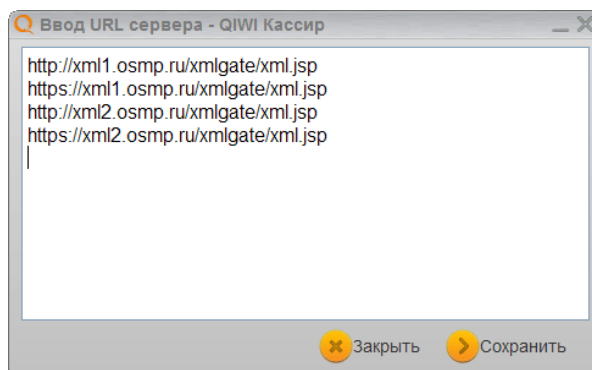 Ввод URL сервера - QIWI Кассир
http://xml1.osmp.ru/xmlgate/xml.jsp
https://xml1.osmp.ru/xmlgate/xml.jsp
http://xml2.osmp.ru/xmlgate/xml.jsp
https://xml2.osmp.ru/xmlgate/xml.jsp
Закрыть Сохранить